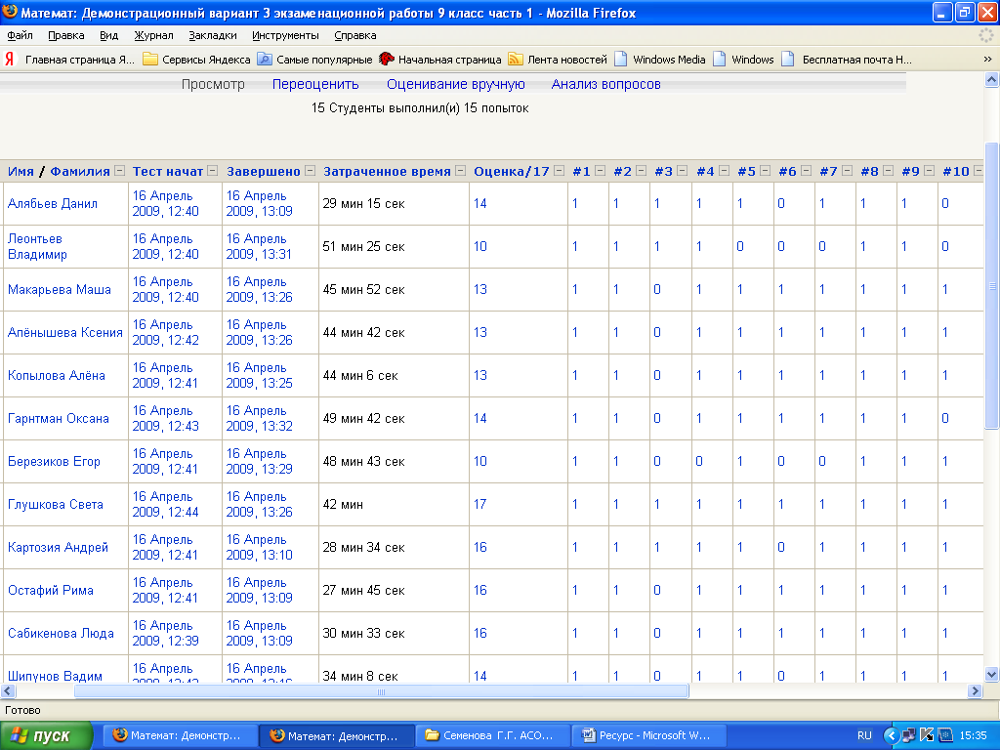 Математ: Демонстрационный вариант 3 экзаменационной работы 9 класс часть 1 - Mozilla Firefox
Файл Правка Вид Журнал Закладки Инструменты Справка
Я Главная страница Я... Сервисы Яндекса Самые популярные Начальная страница Лента новостей Windows Media Windows Бесплатная почта H... »
Просмотр Переоценить Оценивание вручную Анализ вопросов
15 Студенты выполнил(и) 15 попыток
Имя / Фамилия Тест начат Завершено Затраченное время Оценка/17 #1 #2 #3 #4 #5 #6 #7 #8 #9 #10
Алябьев Данил 16 Апрель 2009, 12:40 16 Апрель 2009, 13:09 29 мин 15 сек 14 1 1 1 1 1 0 1 1 1 0
Леонтьев Владимир 16 Апрель 2009, 12:40 16 Апрель 2009, 13:31 51 мин 25 сек 10 1 1 1 1 0 0 0 1 1 0
Макарьева Маша 16 Апрель 2009, 12:40 16 Апрель 2009, 13:26 45 мин 52 сек 13 1 1 0 1 1 1 1 1 1 1
Апёнышева Ксения 16 Апрель 2009, 12:42 16 Апрель 2009, 13:26 44 мин 42 сек 13 1 1 0 1 1 1 1 1 1 1
Копылова Алёна 16 Апрель 2009, 12:41 16 Апрель 2009, 13:25 44 мин 6 сек 13 1 1 0 1 1 1 1 1 1 1
Гарнтман Оксана 16 Апрель 2009, 12:43 16 Апрель 2009, 13:32 49 мин 42 сек 14 1 1 0 1 1 1 1 1 1 0
Березиков Егор 16 Апрель 2009, 12:41 16 Апрель 2009, 13:29 48 мин 43 сек 10 1 1 0 0 1 0 0 1 1 1
Глушкова Света 16 Апрель 2009, 12:44 16 Апрель 2009, 13:26 42 мин 17 1 1 1 1 1 1 1 1 1 1
Картозия Андрей 16 Апрель 2009, 12:41 16 Апрель 2009, 13:10 28 мин 34 сек 16 1 1 1 1 1 0 1 1 1 1
Остафий Рима 16 Апрель 2009, 12:41 16 Апрель 2009, 13:09 27 мин 45 сек 16 1 1 0 1 1 1 1 1 1 1
Сабикенова Люда 16 Апрель 2009, 12:39 16 Апрель 2009, 13:09 30 мин 33 сек 16 1 1 0 1 1 1 1 1 1 1
Шипунов Вадим 16 Апрель 16 Апрель 34 мин 8 сек 14 1 1 0 1 1 0 1 1 1 1
Готово
пуск Математ: Демонстр... Математ: Демонстр... Семенова Г.Г. АСО... Ресурс - Microsoft W... RU 15:35